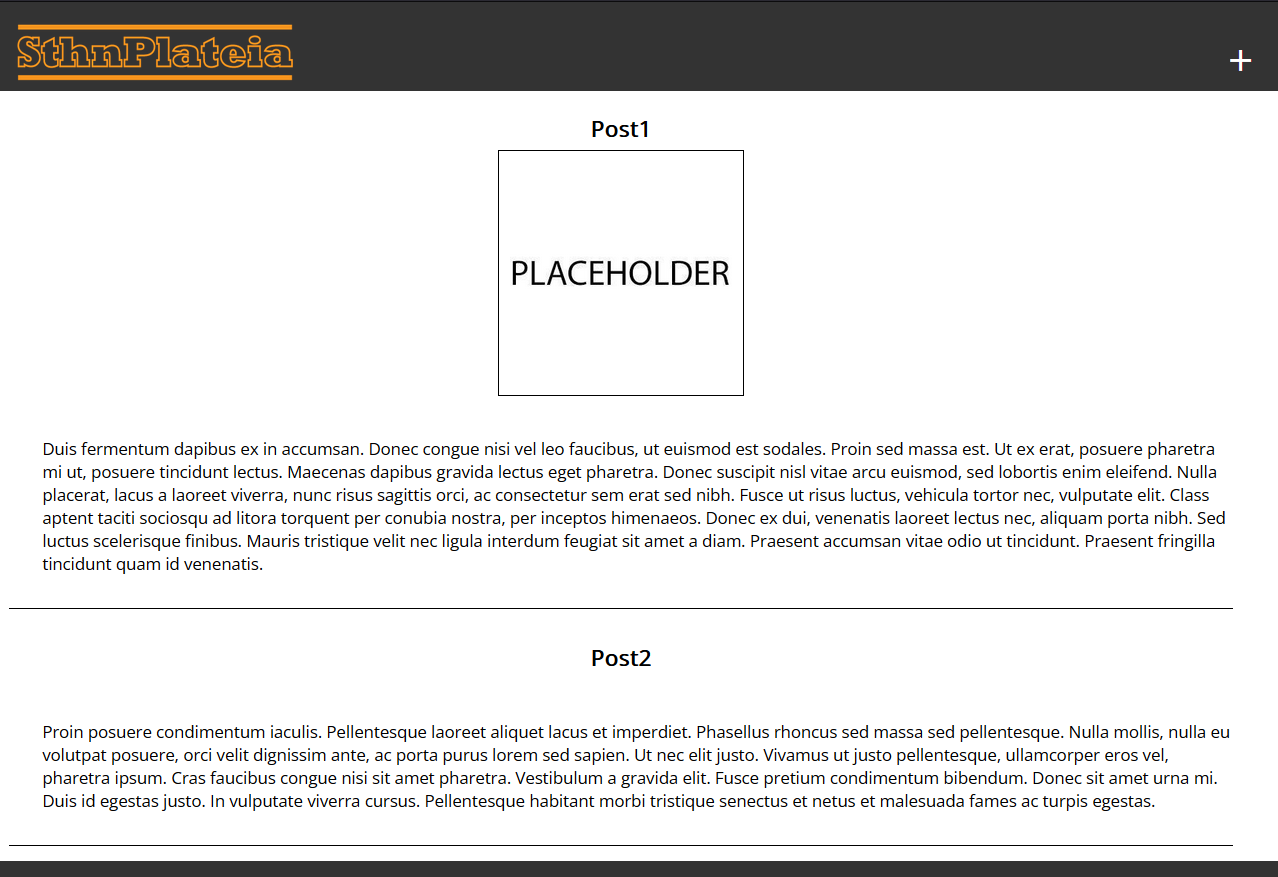 SthnPlateia
+
Post1
PLACEHOLDER
Duis fermentum dapibus ex in accumsan. Donec congue nisi vel leo faucibus, ut euismod est sodales. Proin sed massa est. Ut ex erat, posuere pharetra
mi ut, posuere tincidunt lectus. Maecenas dapibus gravida lectus eget pharetra. Donec suscipit nisl vitae arcu euismod, sed lobortis enim eleifend. Nulla
placerat, lacus a laoreet viverra, nunc risus sagittis orci, ac consectetur sem erat sed nibh. Fusce ut risus luctus, vehicula tortor nec, vulputate elit. Class
aptent taciti sociosqu ad litora torquent per conubia nostra, per inceptos himenaeos. Donec ex dui, venenatis laoreet lectus nec, aliquam porta nibh. Sed
luctus scelerisque finibus. Mauris tristique velit nec ligula interdum feugiat sit amet a diam. Praesent accumsan vitae odio ut tincidunt. Praesent fringilla
tincidunt quam id venenatis.
Post2
Proin posuere condimentum iaculis. Pellentesque laoreet aliquet lacus et imperdiet. Phasellus rhoncus sed massa sed pellentesque. Nulla mollis, nulla eu
volutpat posuere, orci velit dignissim ante, ac porta purus lorem sed sapien. Ut nec elit justo. Vivamus ut justo pellentesque, ullamcorper eros vel,
pharetra ipsum. Cras faucibus congue nisi sit amet pharetra. Vestibulum a gravida elit. Fusce pretium condimentum bibendum. Donec sit amet urna mi.
Duis id egestas justo. In vulputate viverra cursus. Pellentesque habitant morbi tristique senectus et netus et malesuada fames ac turpis egestas.